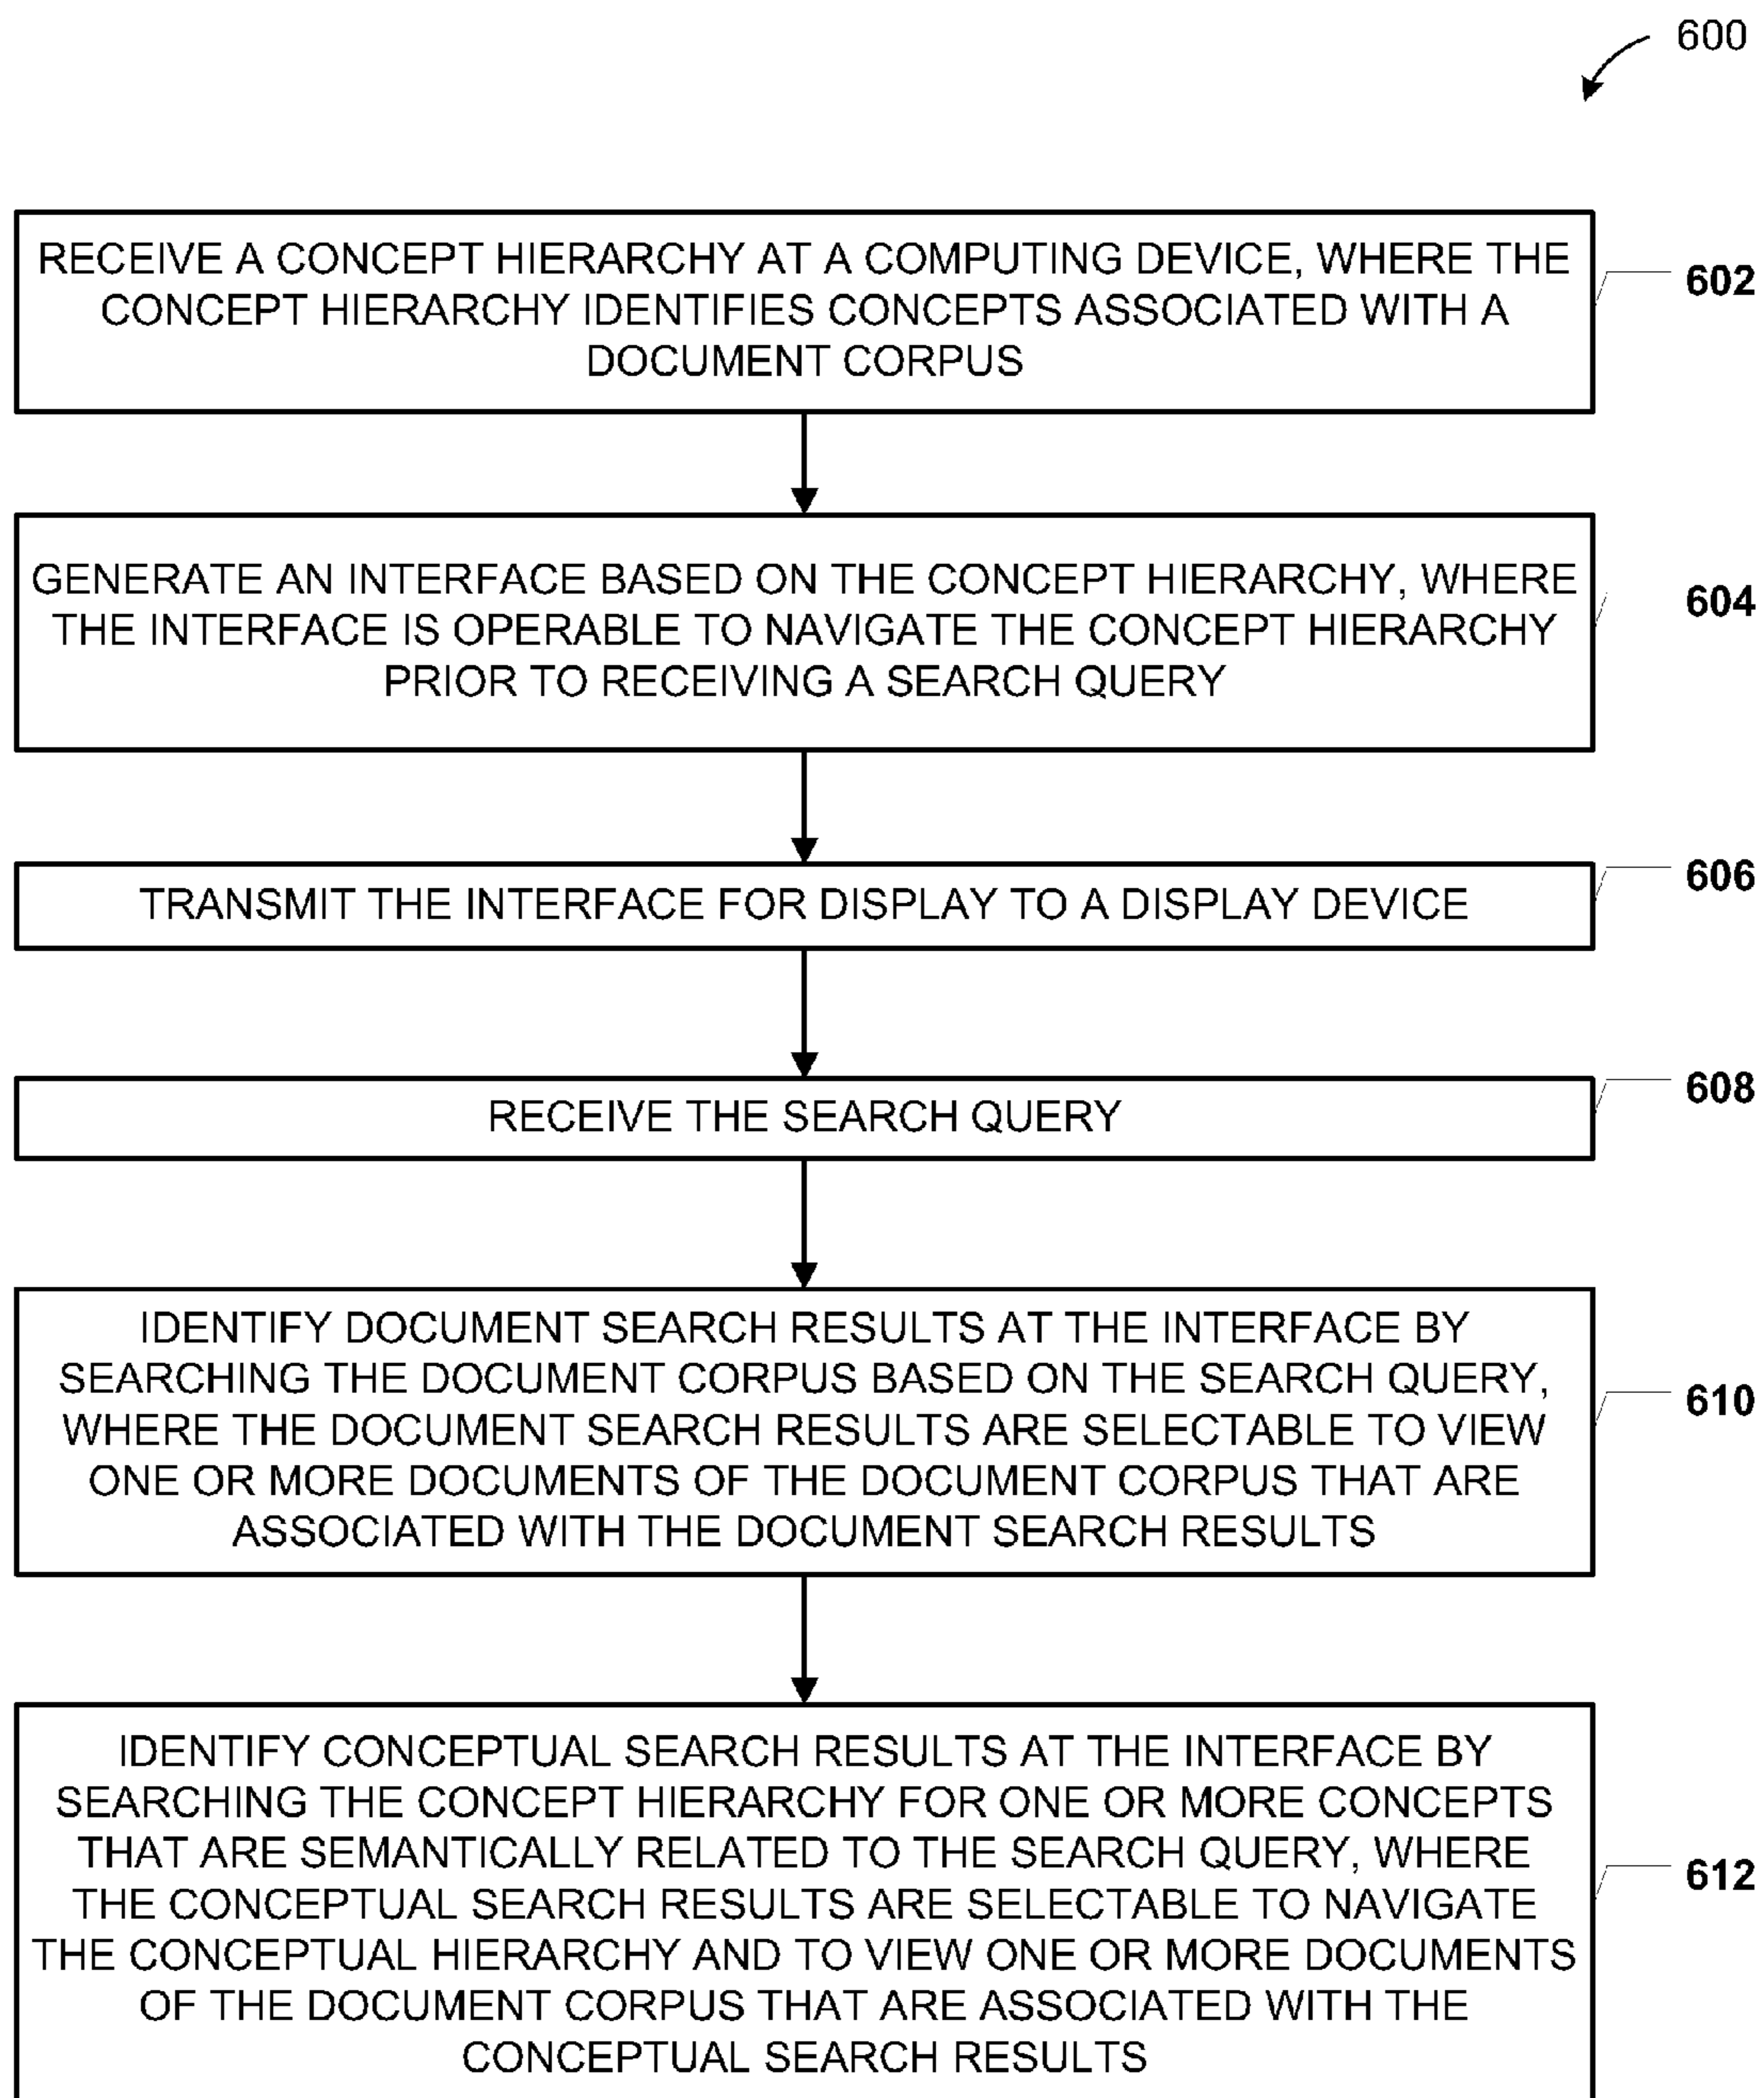 600
RECEIVE A CONCEPT HIERARCHY AT A COMPUTING DEVICE, WHERE THE
CONCEPT HIERARCHY IDENTIFIES CONCEPTS ASSOCIATED WITH A
DOCUMENT CORPUS
602
GENERATE AN INTERFACE BASED ON THE CONCEPT HIERARCHY, WHERE
THE INTERFACE IS OPERABLE TO NAVIGATE THE CONCEPT HIERARCHY
PRIOR TO RECEIVING A SEARCH QUERY
604
TRANSMIT THE INTERFACE FOR DISPLAY TO A DISPLAY DEVICE
606
RECEIVE THE SEARCH QUERY
608
IDENTIFY DOCUMENT SEARCH RESULTS AT THE INTERFACE BY
SEARCHING THE DOCUMENT CORPUS BASED ON THE SEARCH QUERY,
WHERE THE DOCUMENT SEARCH RESULTS ARE SELECTABLE TO VIEW
ONE OR MORE DOCUMENTS OF THE DOCUMENT CORPUS THAT ARE
ASSOCIATED WITH THE DOCUMENT SEARCH RESULTS
610
IDENTIFY CONCEPTUAL SEARCH RESULTS AT THE INTERFACE BY
SEARCHING THE CONCEPT HIERARCHY FOR ONE OR MORE CONCEPTS
THAT ARE SEMANTICALLY RELATED TO THE SEARCH QUERY, WHERE
THE CONCEPTUAL SEARCH RESULTS ARE SELECTABLE TO NAVIGATE
THE CONCEPTUAL HIERARCHY AND TO VIEW ONE OR MORE DOCUMENTS
OF THE DOCUMENT CORPUS THAT ARE ASSOCIATED WITH THE
CONCEPTUAL SEARCH RESULTS
612